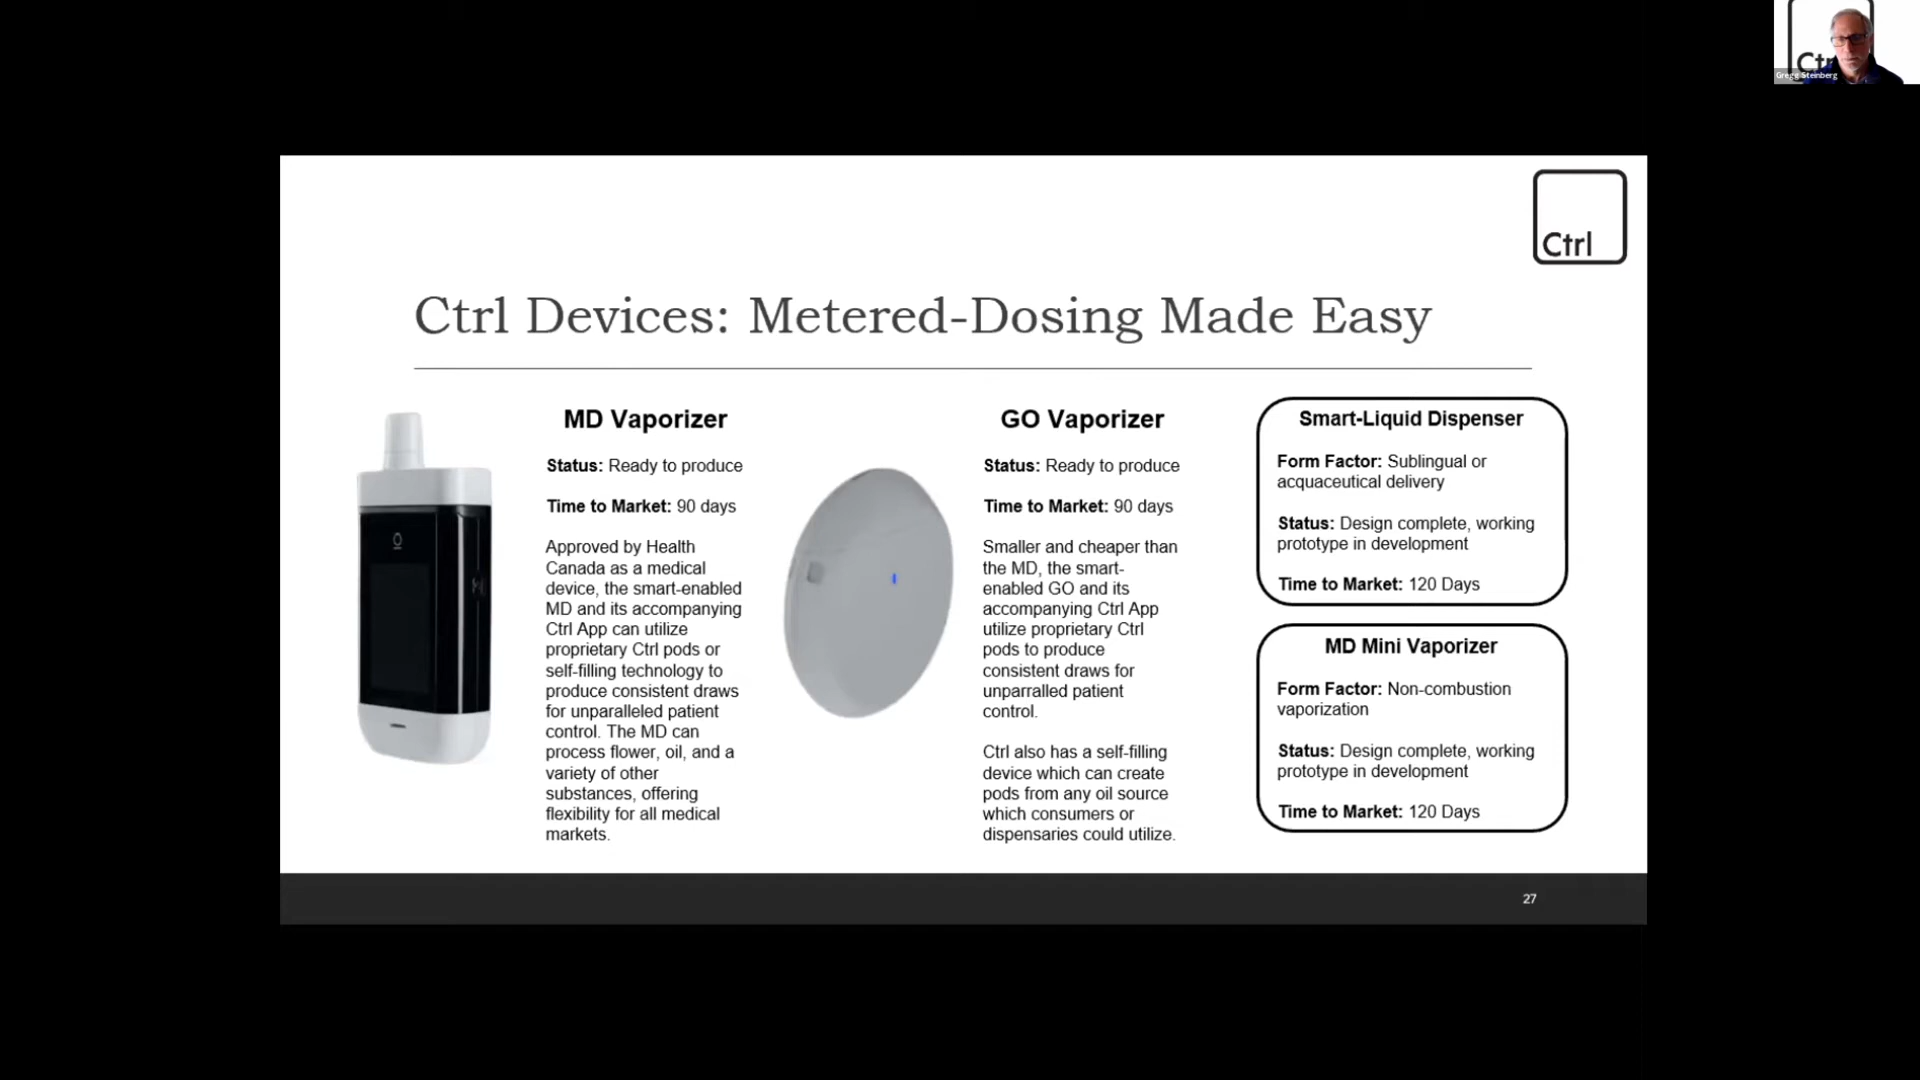 Ctrl
Gregg Steinberg
Ctrl
Ctrl Devices: Metered-Dosing Made Easy
MD Vaporizer
Status: Ready to produce
Time to Market: 90 days
Approved by Health
Canada as a medical
device, the smart-enabled
MD and its accompanying
Ctrl App can utilize
proprietary Ctrl pods or
self-filling technology to
produce consistent draws
for unparalleled patient
control. The MD can
process flower, oil, and a
variety of other
substances, offering
flexibility for all medical
markets.
GO Vaporizer
Status: Ready to produce
Time to Market: 90 days
Smaller and cheaper than
the MD, the smart-
enabled GO and its
accompanying Ctrl App
utilize proprietary Ctrl
pods to produce
consistent draws for
unparralled patient
control.
Ctrl also has a self-filling
device which can create
pods from any oil source
which consumers or
dispensaries could utilize.
Smart-Liquid Dispenser
Form Factor: Sublingual or
acquaceutical delivery
Status: Design complete, working
prototype in development
Time to Market: 120 Days
MD Mini Vaporizer
Form Factor: Non-combustion
vaporization
Status: Design complete, working
prototype in development
Time to Market: 120 Days
27